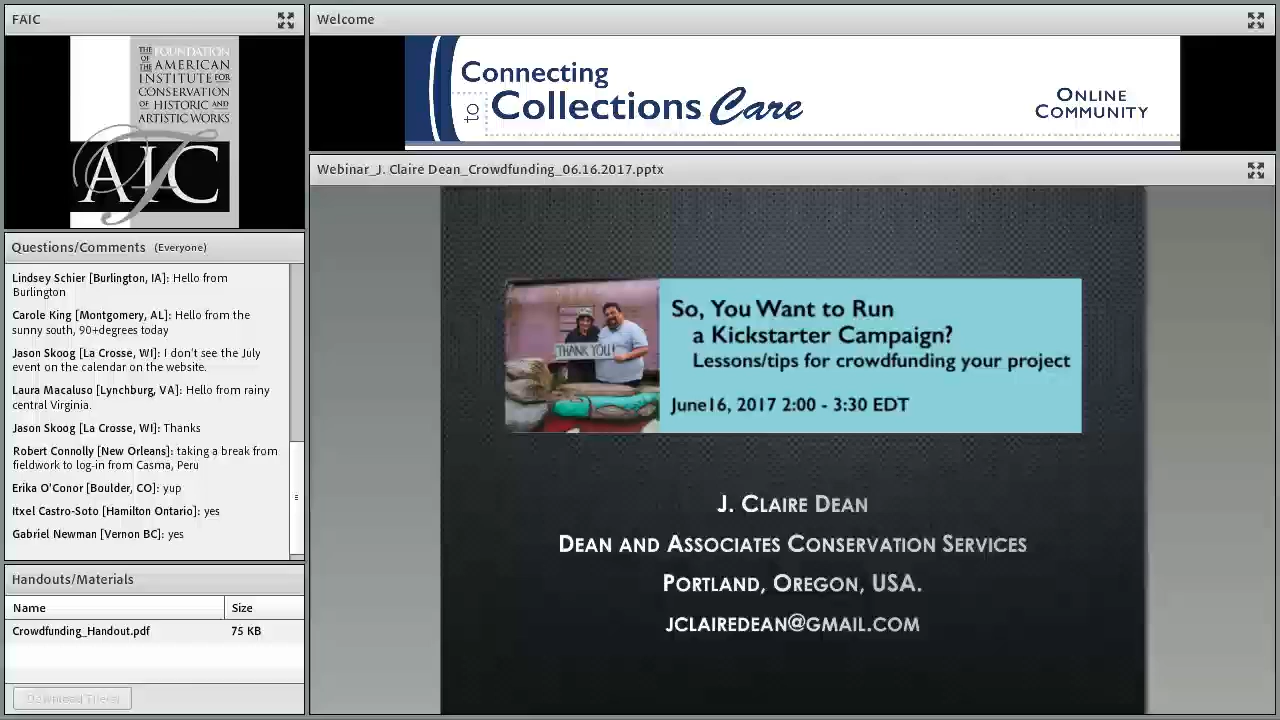 FAIC
THE FOUNDATION
OF THE AMERICAN
INSTITUTE FOR
CONSERVATION
OF HISTORIC AND
ARTISTIC WORKS
FAIC
Questions/Comments (Everyone)
Lindsey Schier [Burlington, IA]: Hello from
Burlington
Carole King [Montgomery, AL]: Hello from the
sunny south, 90+degrees today
Jason Skoog [La Crosse, WI]: I don't see the July
event on the calendar on the website.
Laura Macaluso [Lynchburg, VA]: Hello from rainy
central Virginia.
Jason Skoog [La Crosse, WI]: Thanks
Robert Connolly [New Orleans]: taking a break from
fieldwork to log-in from Casma, Peru
Erika O'Conor [Boulder, CO]: yup
Itxel Castro-Soto [Hamilton Ontario]: yes
Gabriel Newman [Vernon BC]: yes
Handouts/Materials
Name Size
Crowdfunding_Handout.pdf 75 KB
Download File(s)
Welcome
Connecting
to Collections Care
ONLINE
COMMUNITY
Webinar_J. Claire Dean_Crowdfunding_06.16.2017.pptx
THANK YOU!
So, You Want to Run
a Kickstarter Campaign?
Lessons/tips for crowdfunding your project
June16, 2017 2:00 - 3:30 EDT
J. CLAIRE DEAN
DEAN AND ASSOCIATES CONSERVATION SERVICES
PORTLAND, OREGON, USA.
JCLAIREDEAN@GMAIL.COM